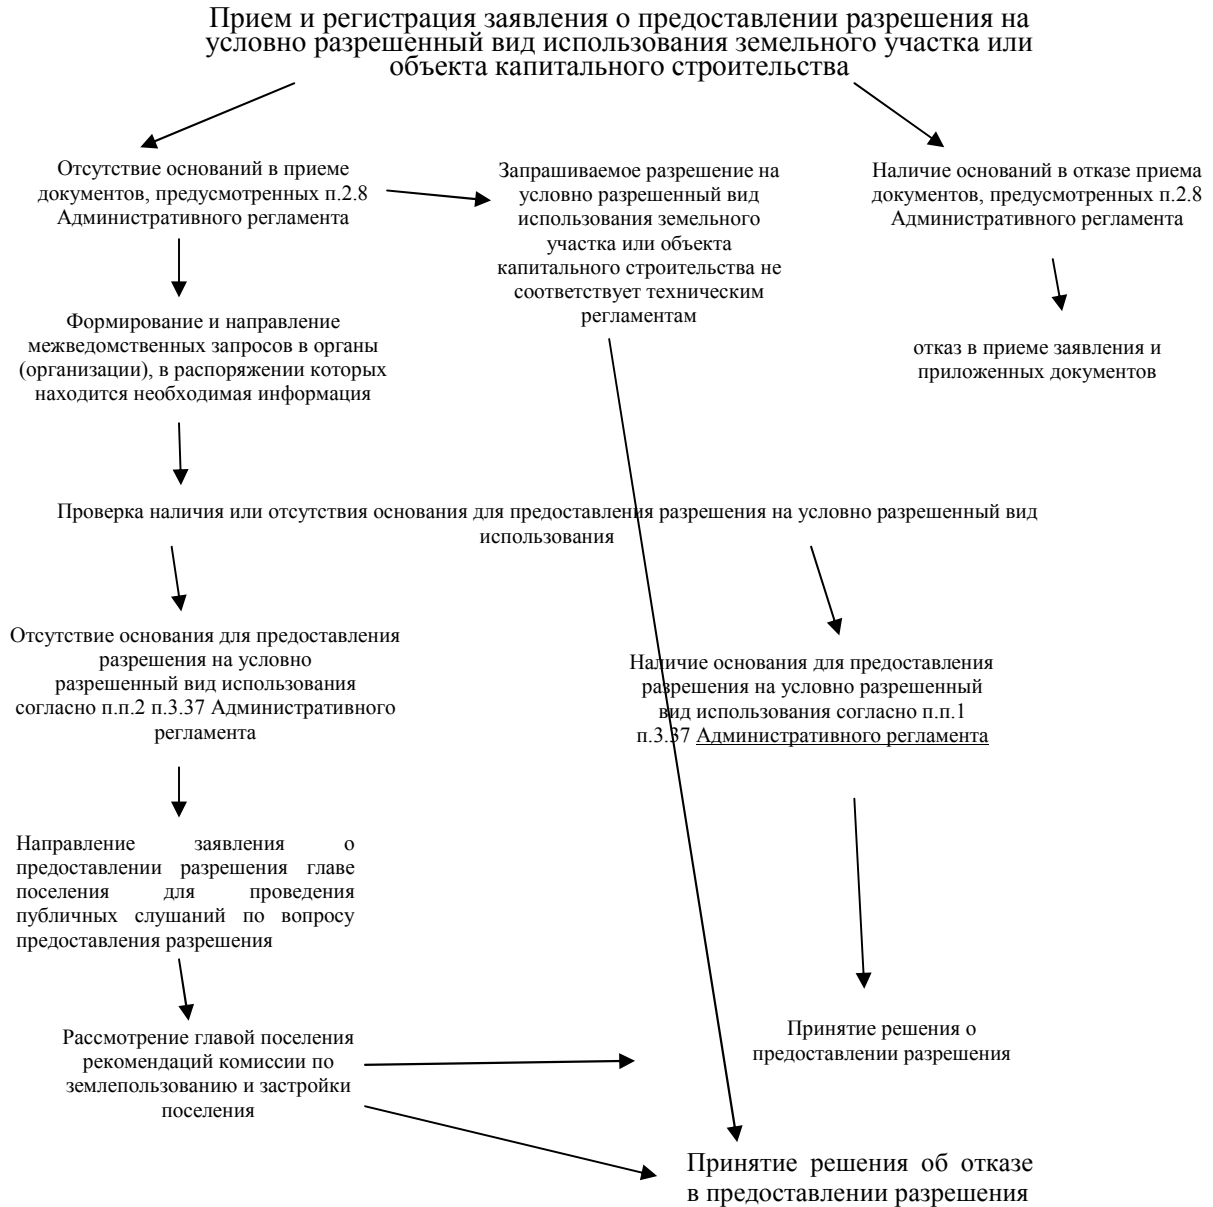 Прием и регистрация заявления о предоставлении разрешения на
условно разрешенный вид использования земельного участка или
объекта капитального строительства
Отсутствие оснований в приеме
документов, предусмотренных п.2.8
Административного регламента
Запрашиваемое разрешение на
условно разрешенный вид
использования земельного
участка или объекта
капитального строительства не
соответствует техническим
регламентам
Наличие оснований в отказе приема
документов, предусмотренных п.2.8
Административного регламента
Формирование и направление
межведомственных запросов в органы
(организации), в распоряжении которых
находится необходимая информация
отказ в приеме заявления и
приложенных документов
Проверка наличия или отсутствия основания для предоставления разрешения на условно разрешенный вид
использования
Отсутствие основания для предоставления
разрешения на условно
разрешенный вид использования
согласно п.п.2 п.3.37 Административного
регламента
Наличие основания для предоставления
разрешения на условно разрешенный
вид использования согласно п.п.1
п.3.37 Административного регламента
Направление заявления о
предоставлении разрешения главе
поселения для проведения
публичных слушаний по вопросу
предоставления разрешения
Рассмотрение главой поселения
рекомендаций комиссии по
землепользованию и застройки
поселения
Принятие решения о
предоставлении разрешения
Принятие решения об отказе
в предоставлении разрешения